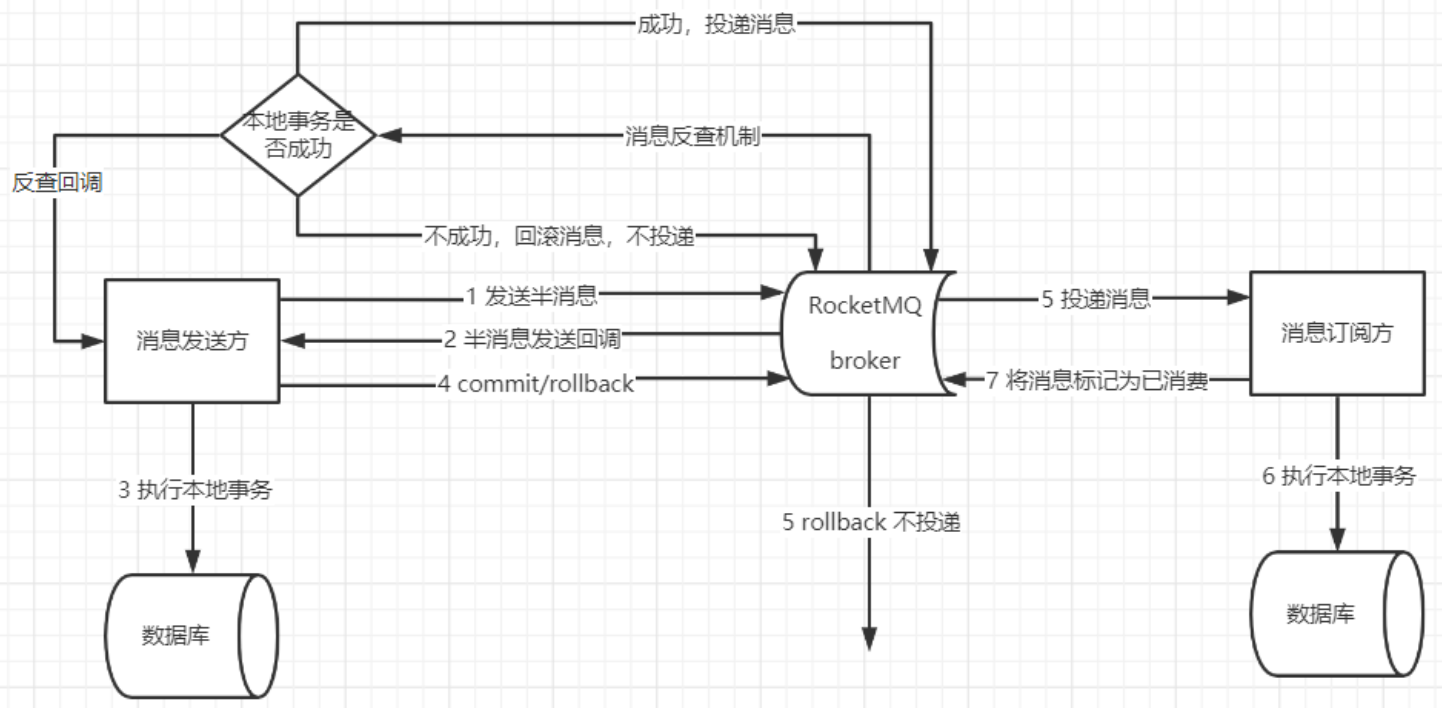 成功，投递消息
本地事务是
否成功
消息反查机制
反查回调
不成功，回滚消息，不投递
1 发送半消息
RocketMQ
broker
5 投递消息
消息发送方
2 半消息发送回调
消息订阅方
4 commit/rollback
7 将消息标记为已消费
3 执行本地事务
6 执行本地事务
5 rollback 不投递
数据库
数据库